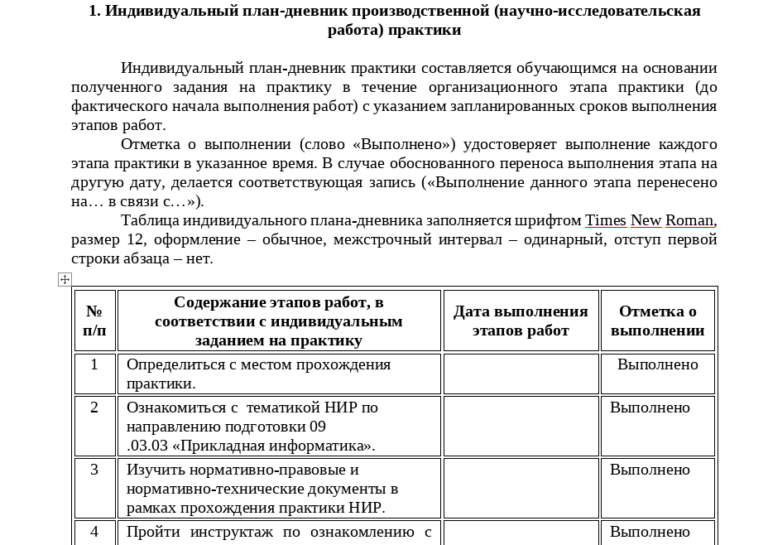 1. Индивидуальный план-дневник производственной (научно-исследовательская
работа) практики
Индивидуальный план-дневник практики составляется обучающимся на основании
полученного задания на практику в течение организационного этапа практики (до
фактического начала выполнения работ) с указанием запланированных сроков выполнения
этапов работ.
Отметка о выполнении (слово «Выполнено») удостоверяет выполнение каждого
этапа практики в указанное время. В случае обоснованного переноса выполнения этапа на
другую дату, делается соответствующая запись («Выполнение данного этапа перенесено
на… в связи с…»).
Таблица индивидуального плана-дневника заполняется шрифтом Times New Roman,
размер 12, оформление – обычное, межстрочный интервал – одинарный, отступ первой
строки абзаца – нет.
№
п/п
Содержание этапов работ, в
соответствии с индивидуальным
заданием на практику
Дата выполнения
этапов работ
Отметка о
выполнении
1
Определиться с местом прохождения
практики.
Выполнено
2
Ознакомиться с тематикой НИР по
направлению подготовки 09
.03.03 «Прикладная информатика».
Выполнено
3
Изучить нормативно-правовые и
нормативно-технические документы в
рамках прохождения практики НИР.
Выполнено
4
Пройти инструктаж по ознакомлению с
Выполнено